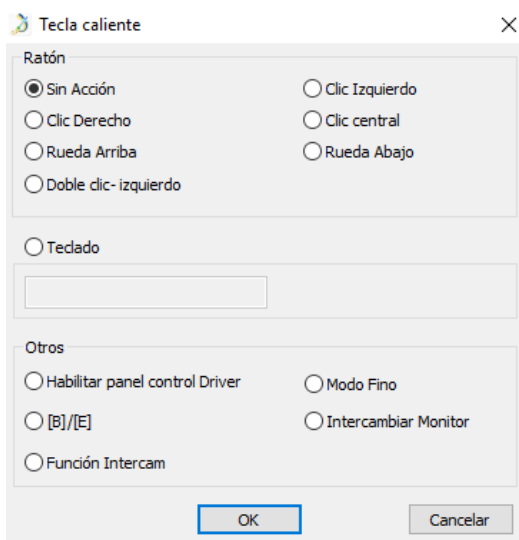 Tecla caliente
Ratón
Sin Acción Clic Izquierdo
Clic Derecho Clic central
Rueda Arriba Rueda Abajo
Doble clic- izquierdo
Teclado
Otros
Habilitar panel control Driver Modo Fino
[B]/[E] Intercambiar Monitor
Función Intercam
OK Cancelar